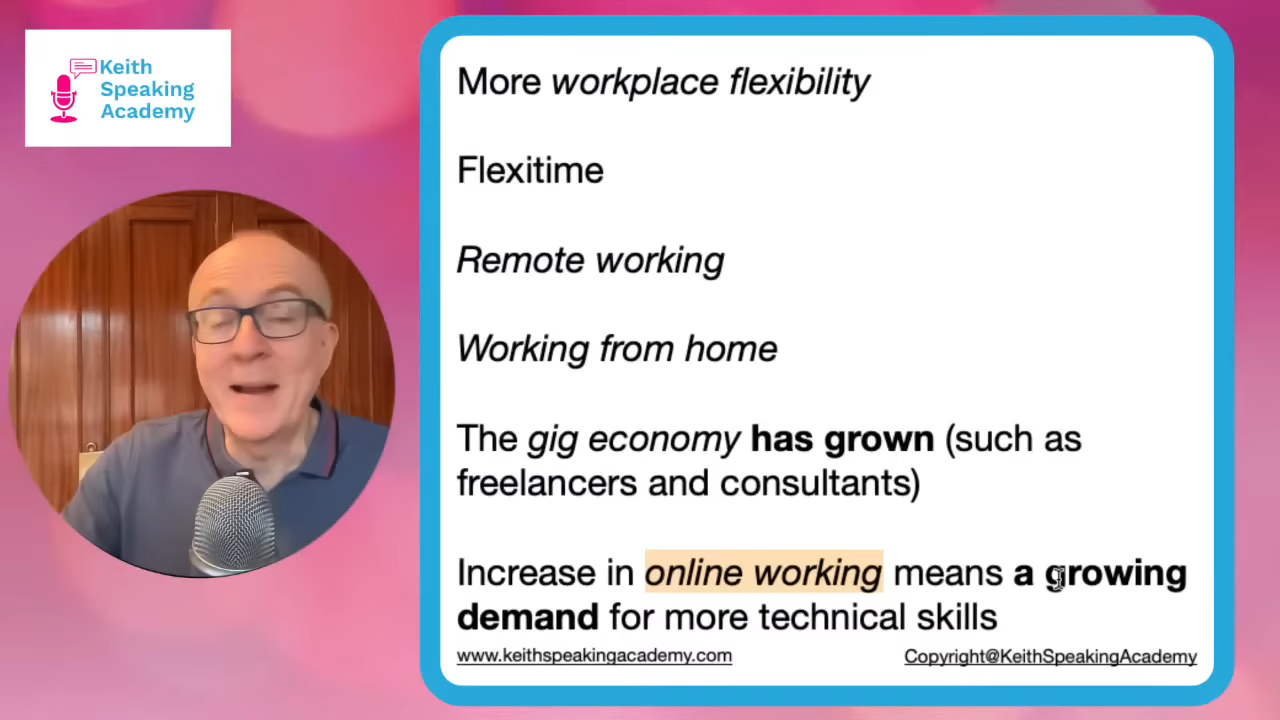 Keith
Speaking
Academy
More workplace flexibility
Flexitime
Remote working
Working from home
The gig economy has grown (such as
freelancers and consultants)
Increase in online working means a growing
demand for more technical skills
www.keithspeakingacademy.com
Copyright@KeithSpeakingAcademy